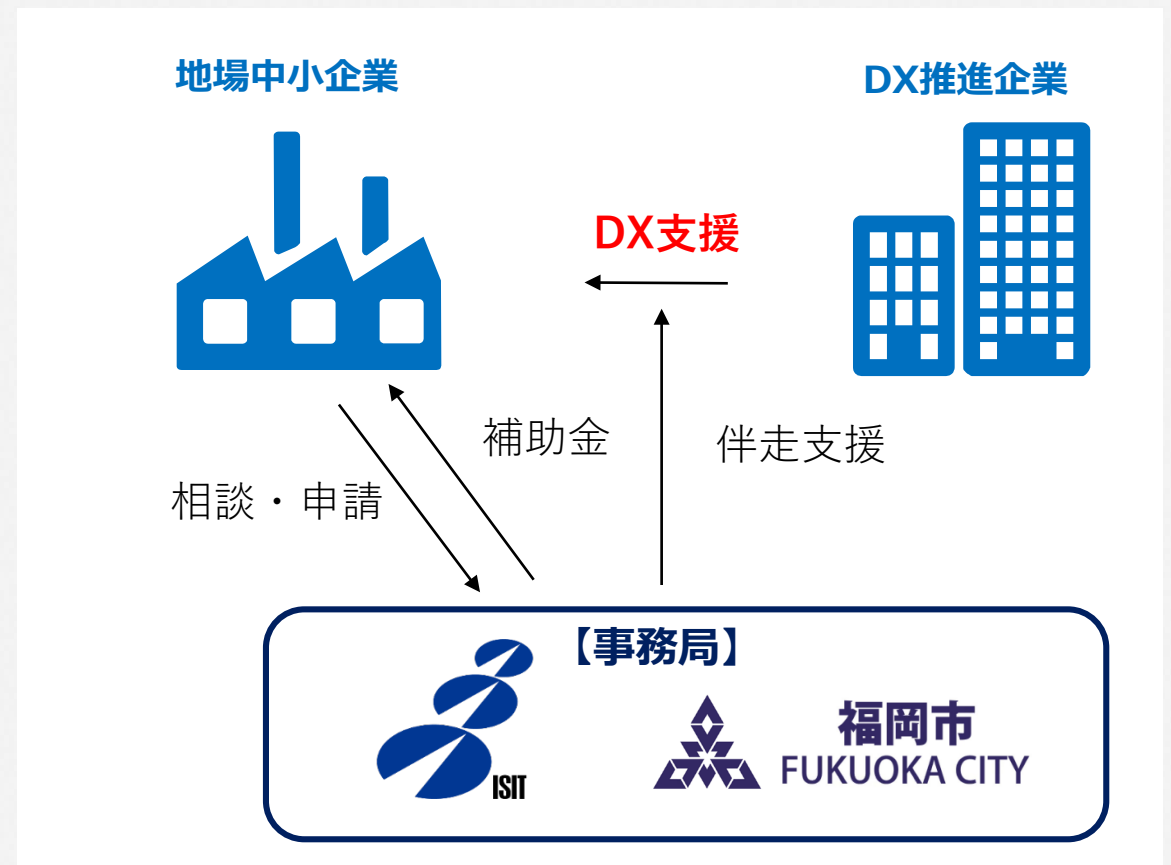 地場中小企業
DX推進企業
DX支援
補助金
伴走支援
相談・申請
【事務局】
ISIT
福岡市
FUKUOKA CITY